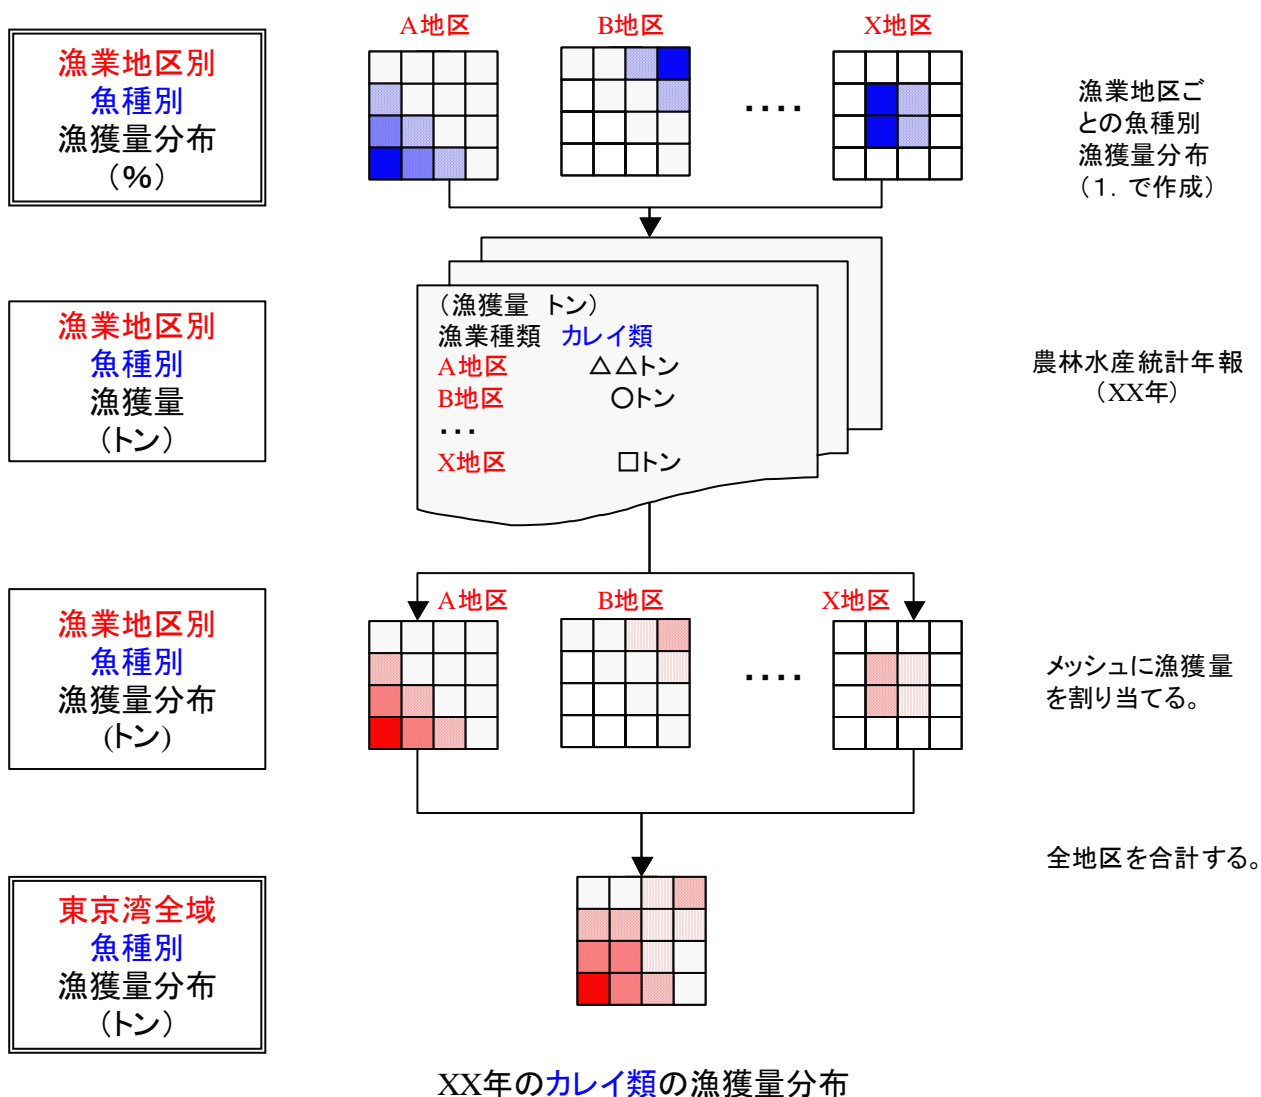 漁業地区別
魚種別
漁獲量分布
（％）
A地区
B地区
X地区
・・・・
漁業地区ご
との魚種別
漁獲量分布
（１．で作成）
漁業地区別
魚種別
漁獲量
（トン）
（漁獲量　トン）
漁業種類　カレイ類
A地区　△△トン
B地区　○トン
・・・
X地区　□トン
農林水産統計年報
（XX年）
漁業地区別
魚種別
漁獲量分布
(トン)
A地区
B地区
X地区
・・・・
メッシュに漁獲量
を割り当てる。
全地区を合計する。
東京湾全域
魚種別
漁獲量分布
（トン）
XX年のカレイ類の漁獲量分布